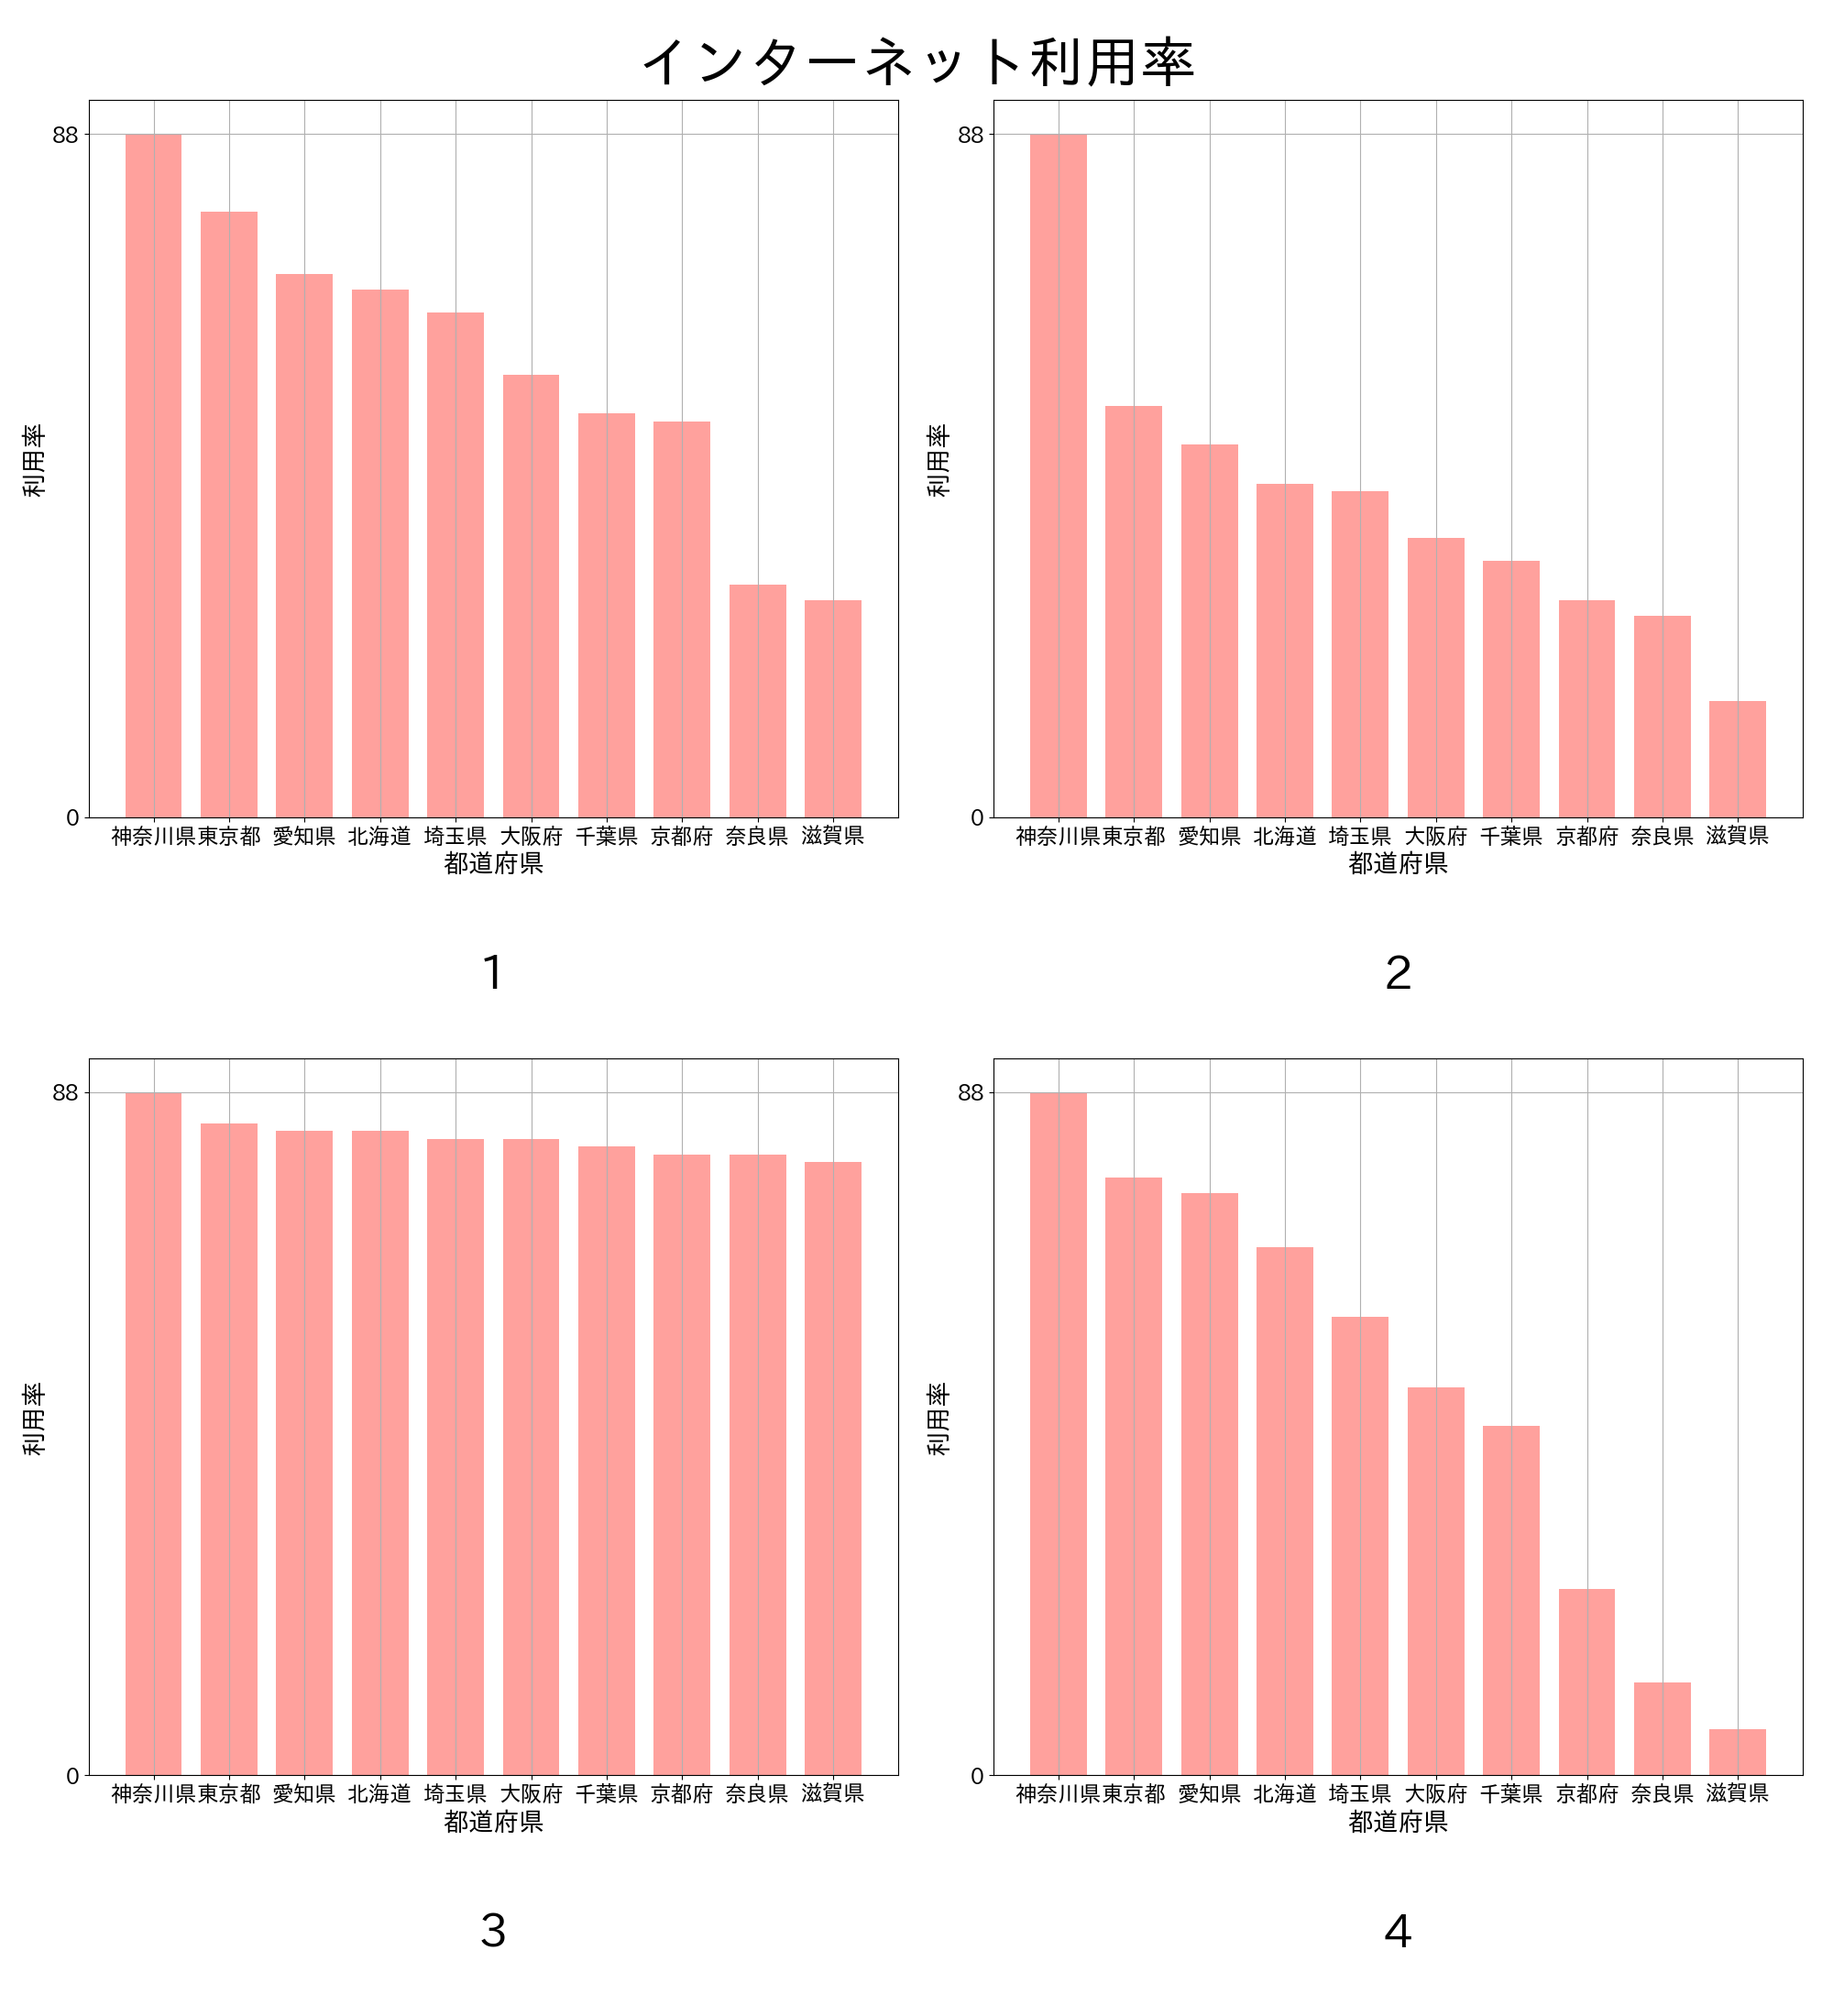 インターネット利用率
88
0
利用率
神奈川県 東京都 愛知県 北海道 埼玉県 大阪府 千葉県 京都府 奈良県 滋賀県
都道府県
1
88
0
利用率
神奈川県 東京都 愛知県 北海道 埼玉県 大阪府 千葉県 京都府 奈良県 滋賀県
都道府県
2
88
0
利用率
神奈川県 東京都 愛知県 北海道 埼玉県 大阪府 千葉県 京都府 奈良県 滋賀県
都道府県
3
88
0
利用率
神奈川県 東京都 愛知県 北海道 埼玉県 大阪府 千葉県 京都府 奈良県 滋賀県
都道府県
4